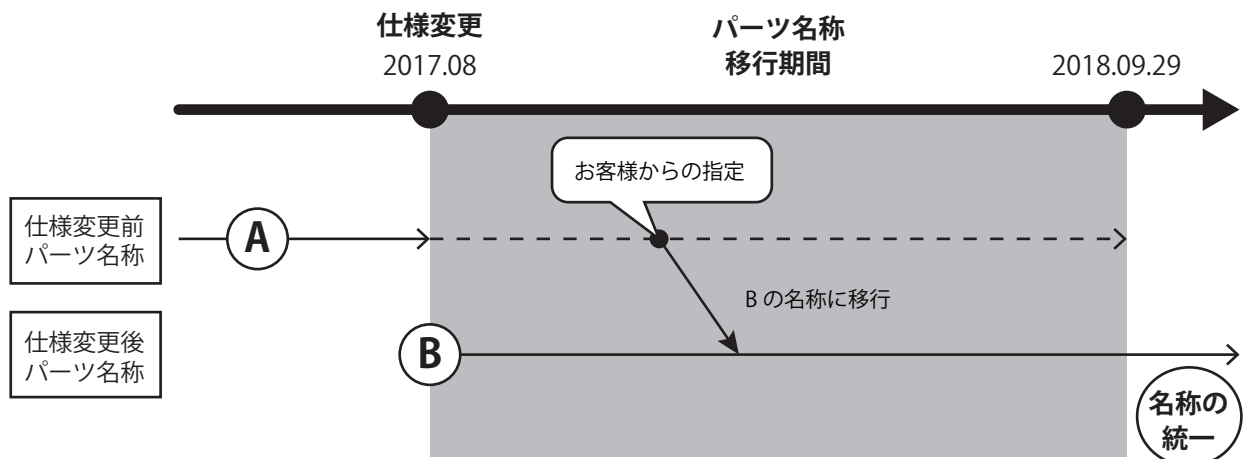 仕様変更
2017.08
パーツ名称
移行期間
2018.09.29
お客様からの指定
仕様変更前
パーツ名称
A
B の名称に移行
仕様変更後
パーツ名称
B
名称の
統一